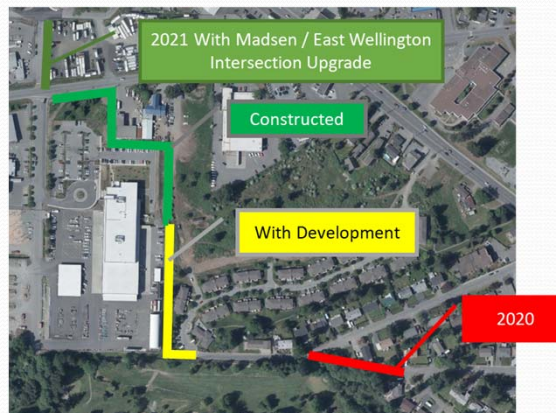 2021 With Madsen / East Wellington
Intersection Upgrade
Constructed
With Development
2020